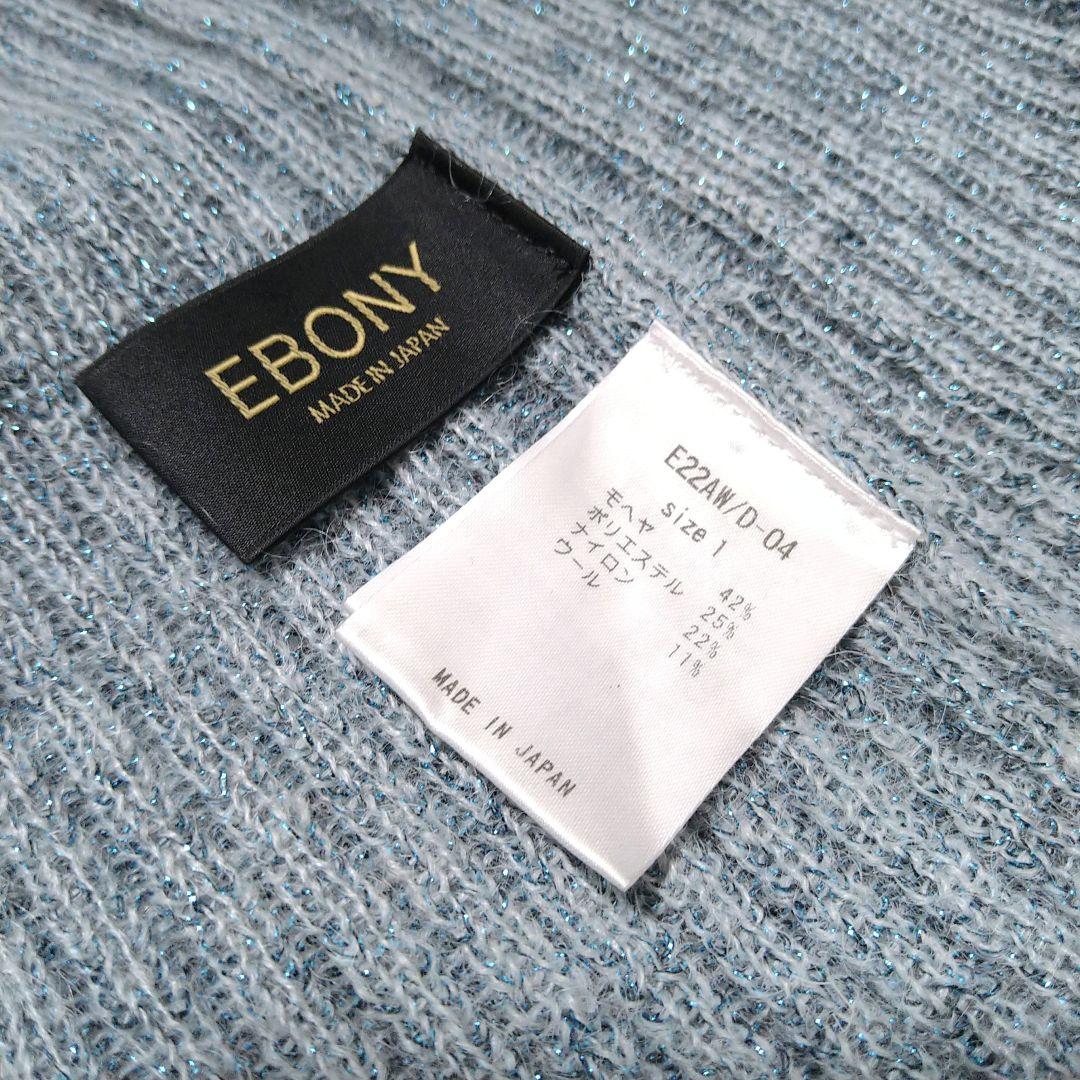 EBONY
MADE IN JAPAN
E22AW/D-04
size 1
モヘヤ 42%
ポリエステル 25%
ナイロン 22%
ウール 11%
MADE IN JAPAN